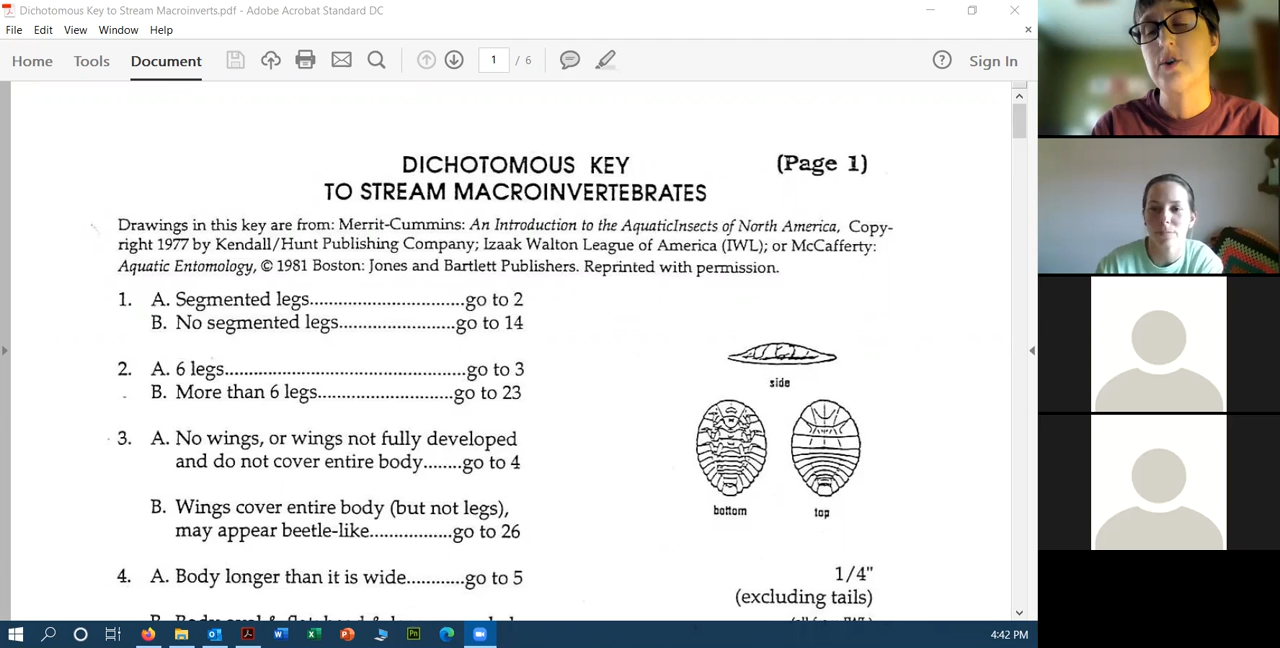 Dichotomous Key to Stream Macroinverts.pdf - Adobe Acrobat Standard DC
File Edit View Window Help
Home Tools Document 1 / 6 Sign In
DICHOTOMOUS KEY (Page 1)
TO STREAM MACROINVERTEBRATES
Drawings in this key are from: Merrit-Cummins: An Introduction to the AquaticInsects of North America, Copy-
right 1977 by Kendall/Hunt Publishing Company; Izaak Walton League of America (IWL); or McCafferty:
Aquatic Entomology, © 1981 Boston: Jones and Bartlett Publishers. Reprinted with permission.
1. A. Segmented legs.................................go to 2
B. No segmented legs........................go to 14
2. A. 6 legs...................................................go to 3
B. More than 6 legs............................go to 23
3. A. No wings, or wings not fully developed
and do not cover entire body........go to 4
B. Wings cover entire body (but not legs),
may appear beetle-like.................go to 26
4. A. Body longer than it is wide............go to 5
side
bottom
top
1/4"
(excluding tails)
4:42 PM